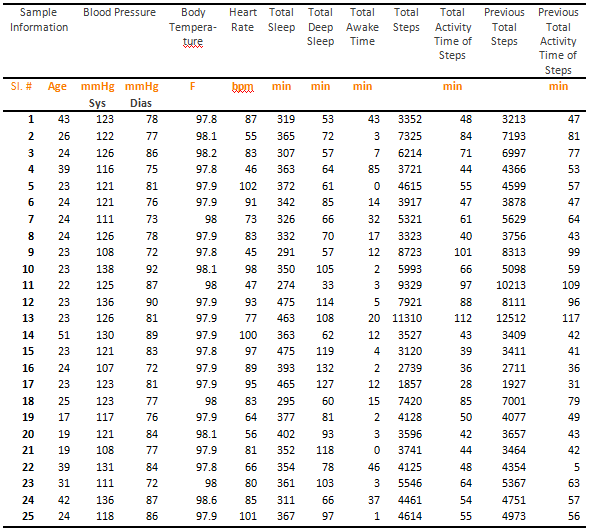 Sample Blood Pressure Body Heart Total Total Total Total Total Previous Previous
Information Tempera- Rate Sleep Deep Awake Steps Activity Total Total
ture Sleep Time Time of Steps Activity
Steps Time of
Steps
Sl. # Age mmHg mmHg F bpm min min min min min
Sys Dias
1 43 123 78 97.8 87 319 53 43 3352 48 3213 47
2 26 122 77 98.1 55 365 72 3 7325 84 7193 81
3 24 126 86 98.2 83 307 57 7 6214 71 6997 77
4 39 116 75 97.8 46 363 64 85 3721 44 4366 53
5 23 121 81 97.9 102 372 61 0 4615 55 4599 57
6 24 121 76 97.9 91 342 85 14 3917 47 3878 47
7 24 111 73 98 73 326 66 32 5321 61 5629 64
8 24 126 78 97.9 83 332 70 17 3323 40 3756 43
9 23 108 72 97.8 45 291 57 12 8723 101 8313 99
10 23 138 92 98.1 98 350 105 2 5993 66 5098 59
11 22 125 87 98 47 274 33 3 9329 97 10213 109
12 23 136 90 97.9 93 475 114 5 7921 88 8111 96
13 23 126 81 97.9 77 463 108 20 11310 112 12512 117
14 51 130 89 97.9 100 363 62 12 3527 43 3409 42
15 23 121 83 97.8 97 475 119 4 3120 39 3411 41
16 24 107 72 97.9 89 393 132 2 2739 36 2711 36
17 23 123 81 97.9 95 465 127 12 1857 28 1927 31
18 25 123 77 98 83 295 60 15 7420 85 7001 79
19 17 117 76 97.9 64 377 81 2 4128 50 4077 49
20 19 121 84 98.1 56 402 93 3 3596 42 3657 43
21 19 108 77 97.9 81 352 118 0 3741 44 3464 42
22 39 131 84 97.8 66 354 78 46 4125 48 4354 5
23 31 111 72 98 80 361 103 3 5546 64 5367 63
24 42 136 87 98.6 85 311 66 37 4461 54 4751 57
25 24 118 86 97.9 101 367 97 1 4614 55 4973 56